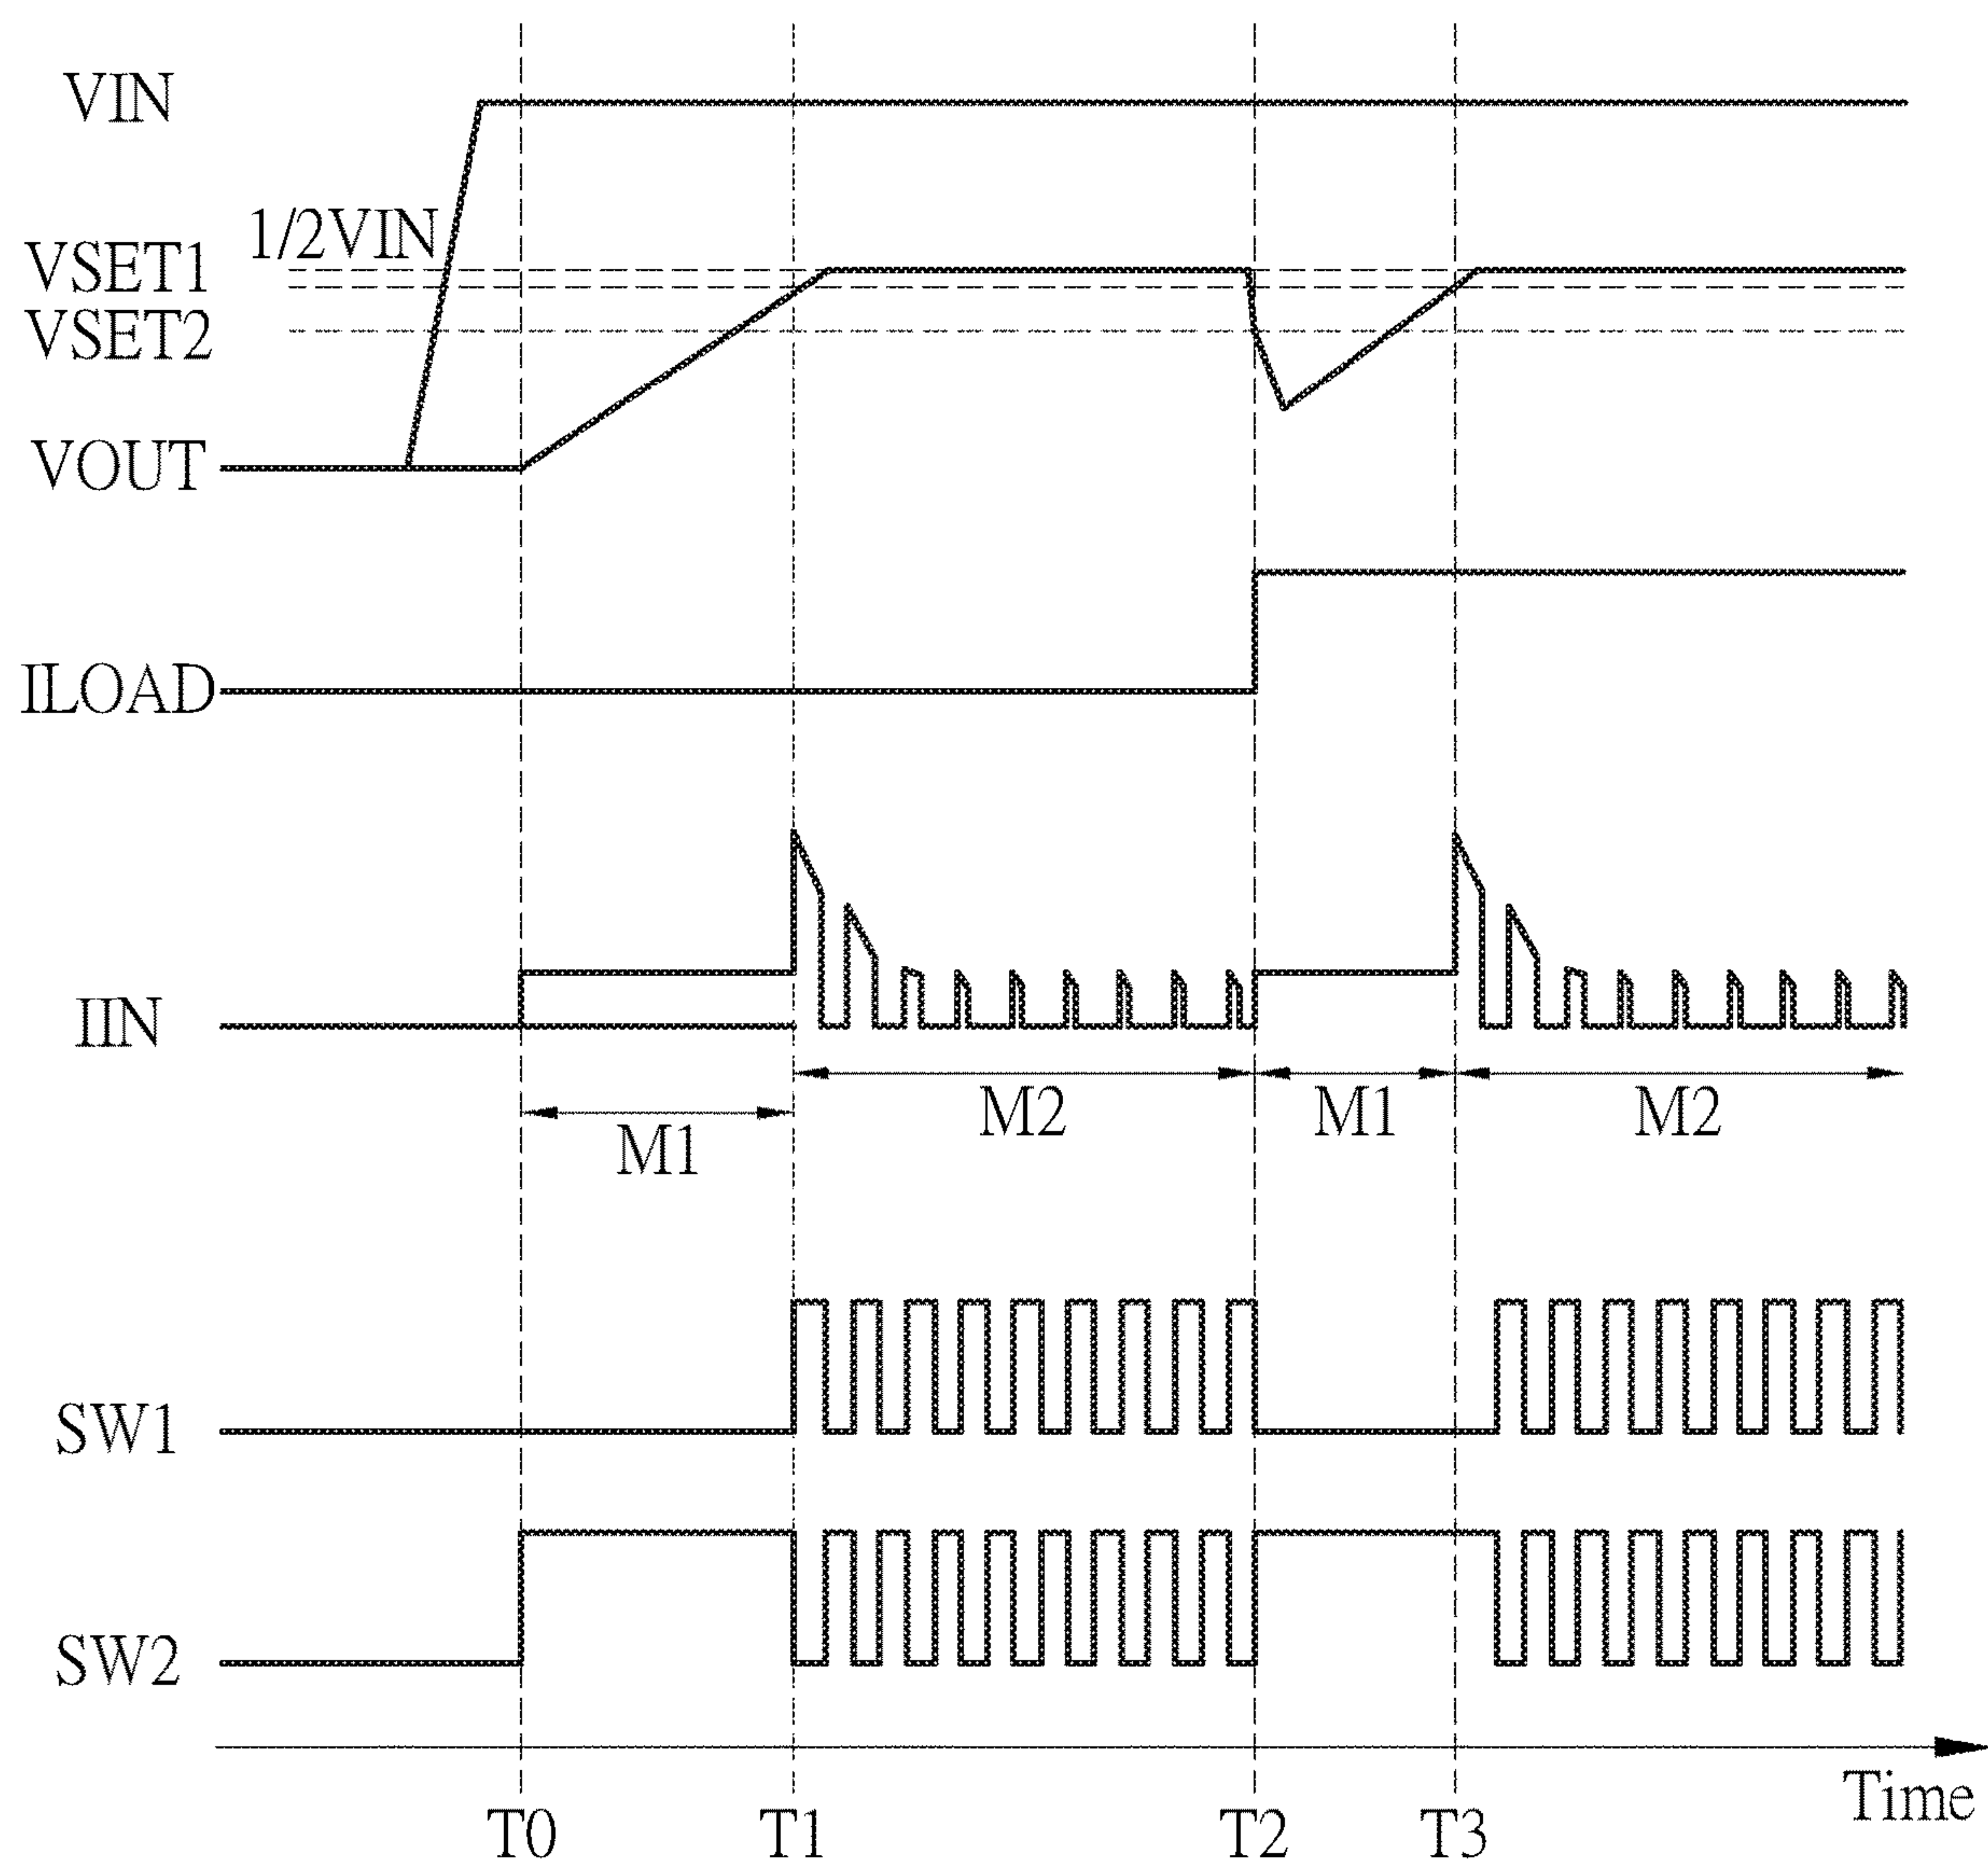 VIN
1/2VIN
VSET1
VSET2
VOUT
ILOAD
IIN
M2 M1 M2
M1
SW1
SW2
Time
T0 T1 T2 T3